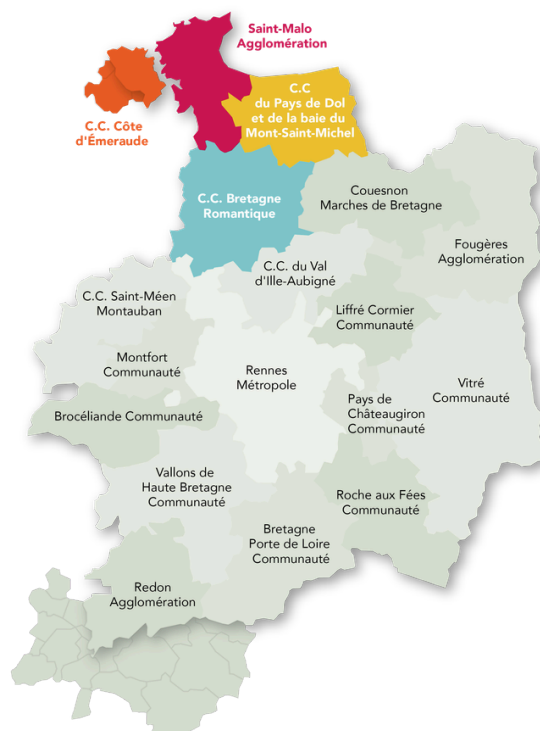 Saint-Malo
Agglomération
C.C
du Pays de Dol
et de la baie du
Mont-Saint-Michel
C.C. Côte
d'Émeraude
C.C. Bretagne
Romantique
Couesnon
Marches de Bretagne
Fougères
Agglomération
C.C. du Val
d'Ille-Aubigné
C.C. Saint-Méen
Montauban
Liffré Cormier
Communauté
Montfort
Communauté
Rennes
Métropole
Vitré
Communauté
Pays de
Châteaugiron
Communauté
Brocéliande Communauté
Vallons de
Haute Bretagne
Communauté
Roche aux Fées
Communauté
Bretagne
Porte de Loire
Communauté
Redon
Agglomération